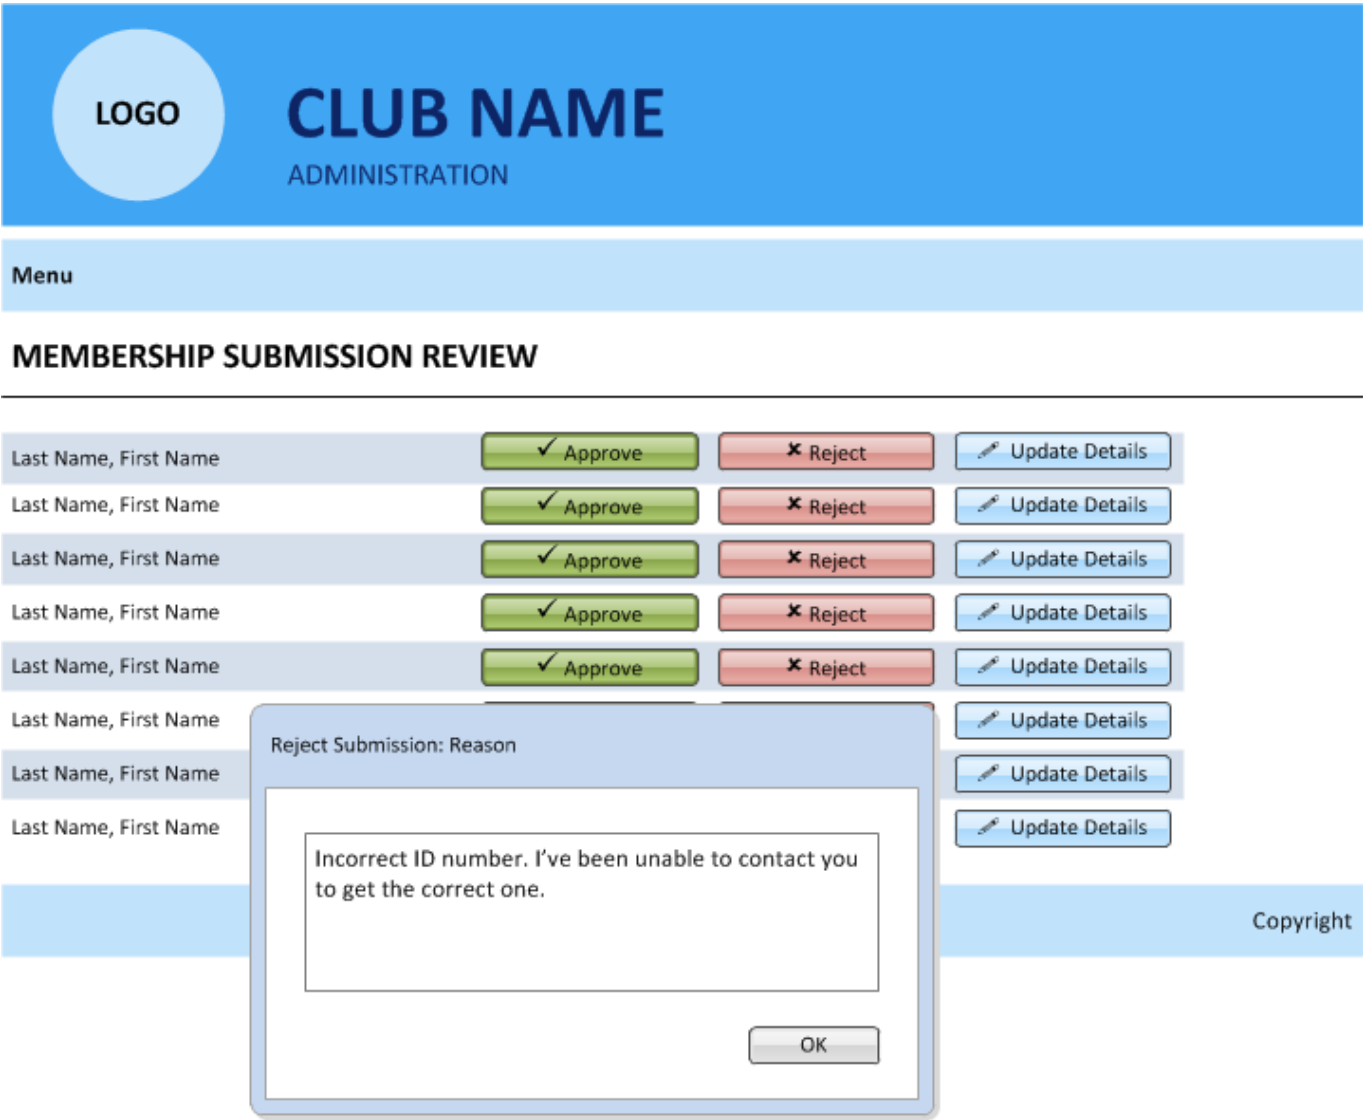 LOGO
CLUB NAME
ADMINISTRATION
Menu
MEMBERSHIP SUBMISSION REVIEW
Last Name, First Name ✓ Approve ✘ Reject Update Details
Last Name, First Name ✓ Approve ✘ Reject Update Details
Last Name, First Name ✓ Approve ✘ Reject Update Details
Last Name, First Name ✓ Approve ✘ Reject Update Details
Last Name, First Name ✓ Approve ✘ Reject Update Details
Last Name, First Name Update Details
Last Name, First Name Update Details
Last Name, First Name Update Details
Reject Submission: Reason
Incorrect ID number. I’ve been unable to contact you
to get the correct one.
OK
Copyright